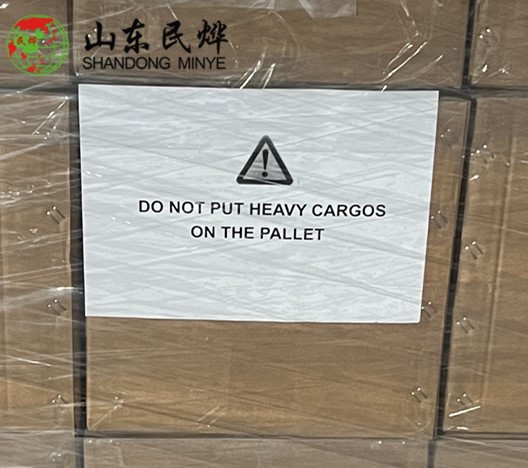 山东民烨
SHANDONG MINYE
DO NOT PUT HEAVY CARGOS
ON THE PALLET